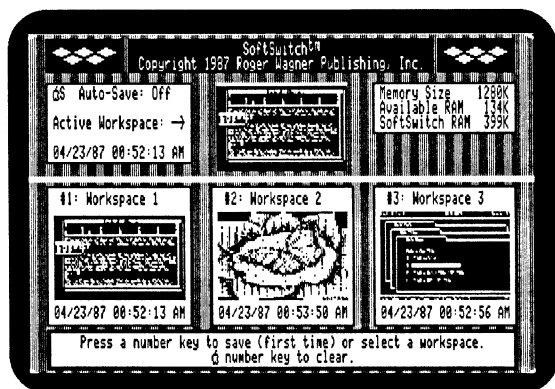 SoftSwitch™
Copyright 1987 Roger Wagner Publishing, Inc.
S Auto-Save: Off
Active Workspace: →
04/23/87 00:52:13 AM
Memory Size 1280K
Available RAM 134K
SoftSwitch RAM 399K
#1: Workspace 1
04/23/87 00:52:13 AM
#2: Workspace 2
04/23/87 00:53:50 AM
#3: Workspace 3
04/23/87 00:52:56 AM
Press a number key to save (first time) or select a workspace.
number key to clear.